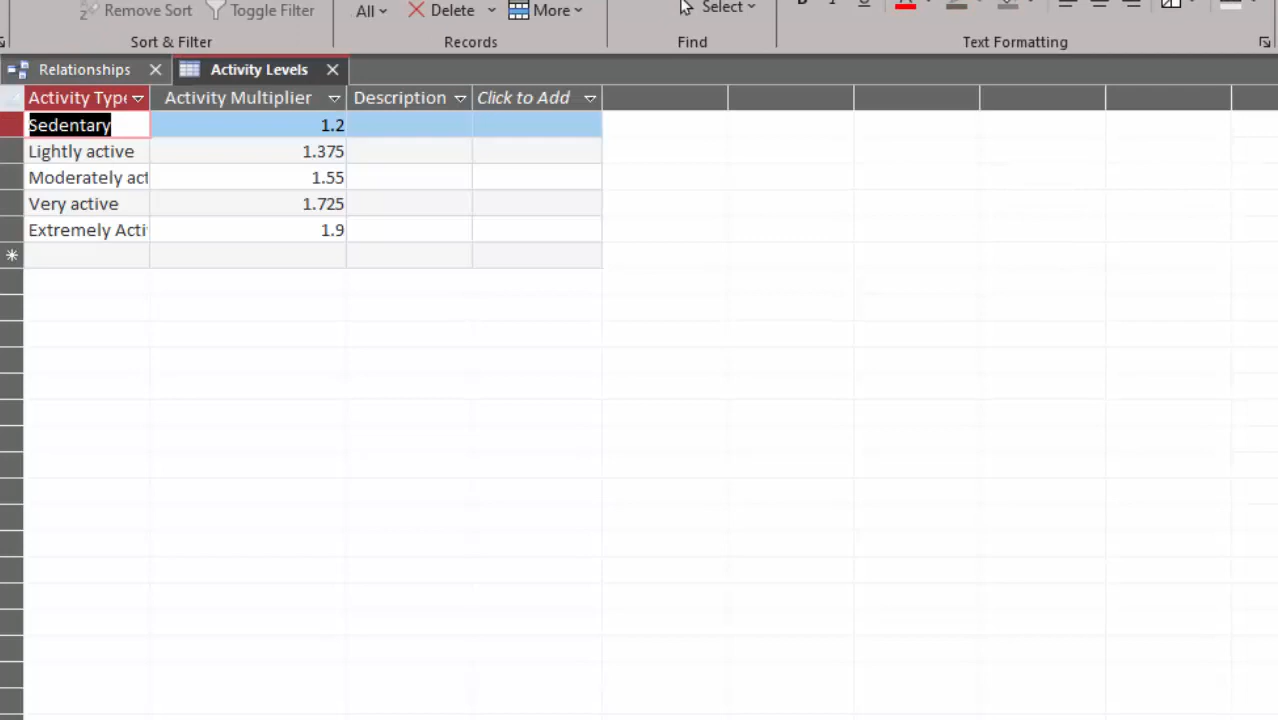 Remove Sort Toggle Filter All Delete More Select
Sort & Filter Records Find Text Formatting
Relationships Activity Levels
Activity Type Activity Multiplier Description Click to Add
Sedentary 1.2
Lightly active 1.375
Moderately act 1.55
Very active 1.725
Extremely Acti 1.9